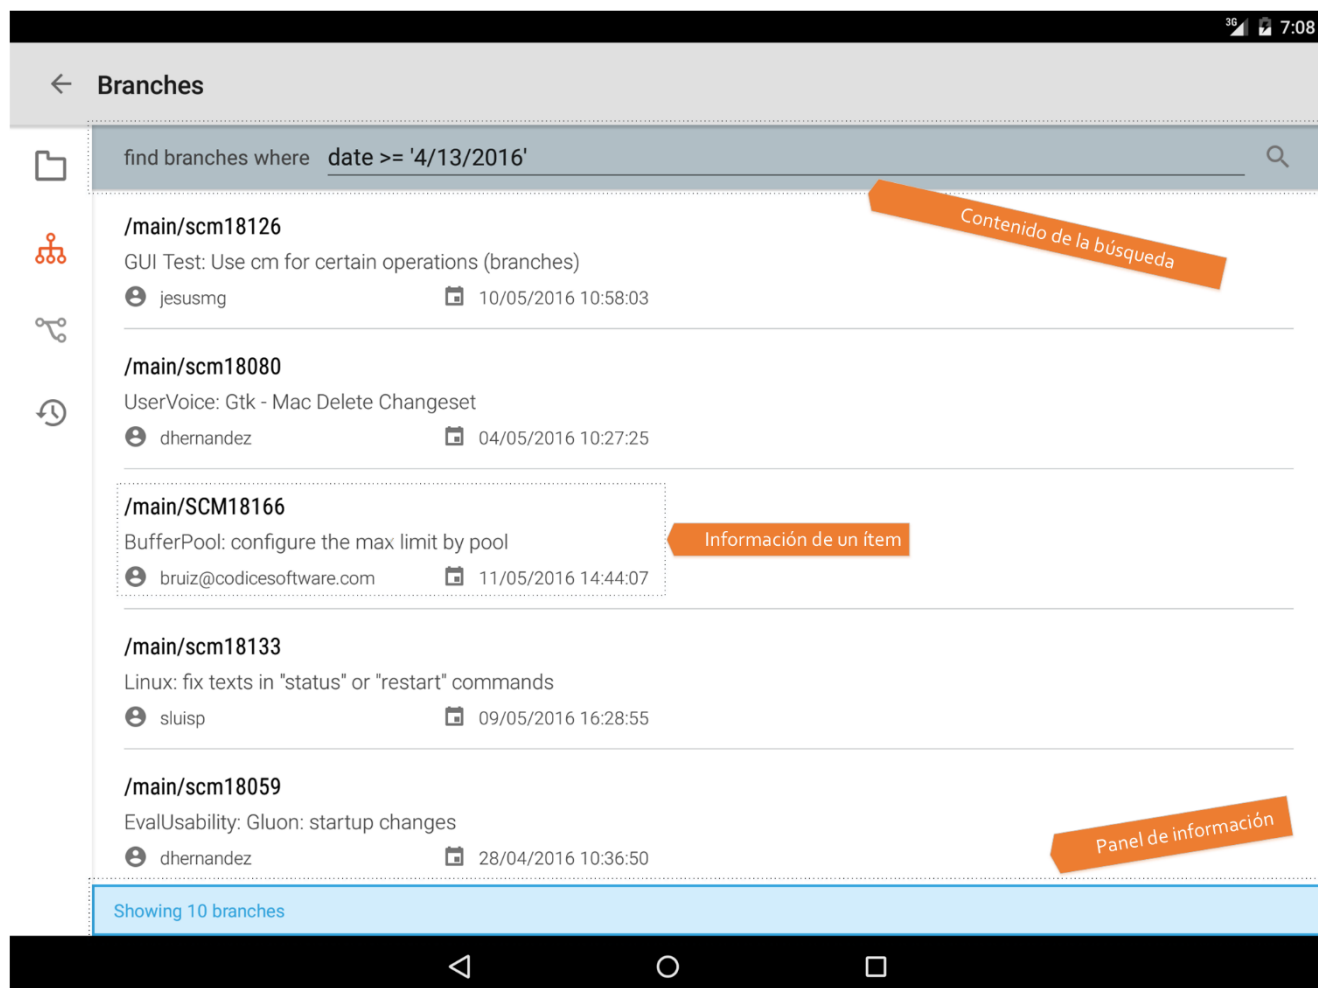 3G 7:08
Branches
find branches where date >= '4/13/2016'
Contenido de la búsqueda
/main/scm18126
GUI Test: Use cm for certain operations (branches)
jesusmg 10/05/2016 10:58:03
/main/scm18080
UserVoice: Gtk - Mac Delete Changeset
dhernandez 04/05/2016 10:27:25
/main/SCM18166
BufferPool: configure the max limit by pool
bruiz@codicesoftware.com 11/05/2016 14:44:07
Información de un ítem
/main/scm18133
Linux: fix texts in "status" or "restart" commands
sluisp 09/05/2016 16:28:55
/main/scm18059
EvalUsability: Gluon: startup changes
dhernandez 28/04/2016 10:36:50
Panel de información
Showing 10 branches